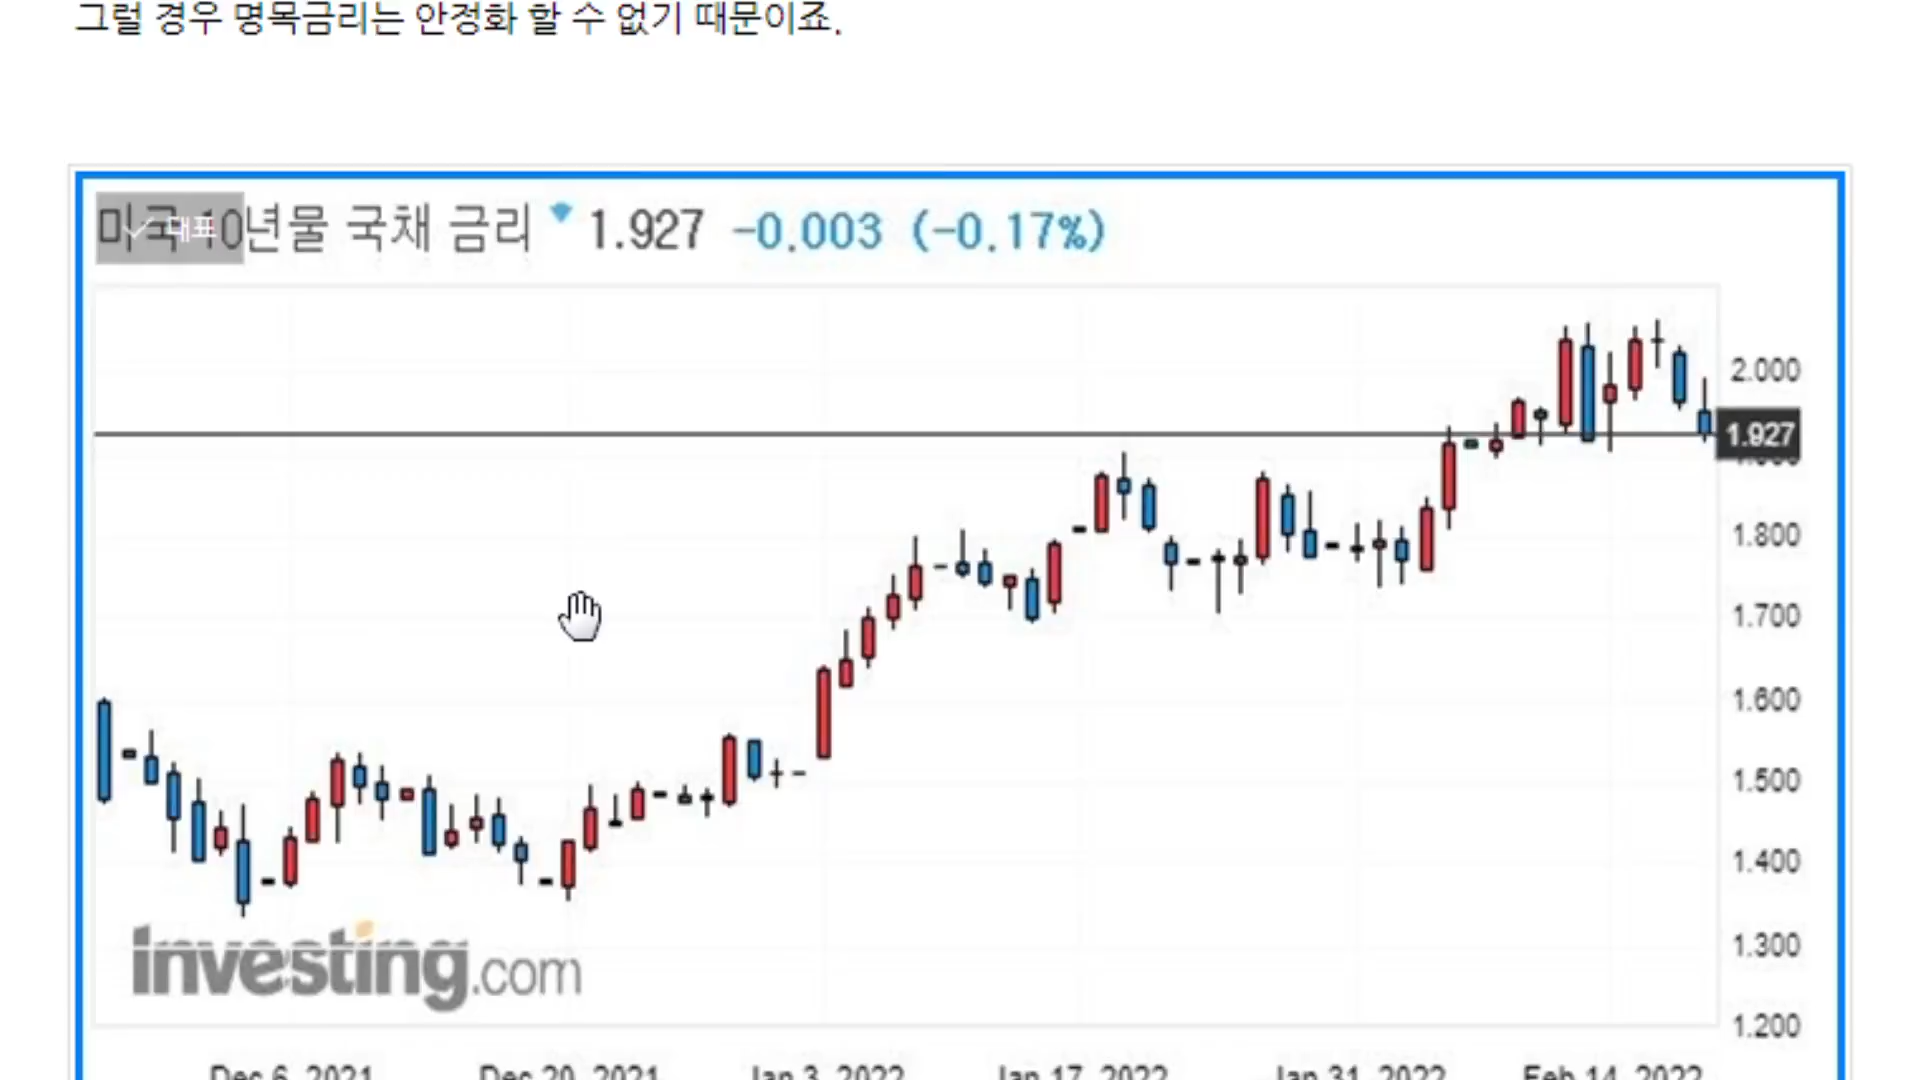 그럴 경우 명목금리는 안정화 할 수 없기 때문이죠.
미국 10년물 국채 금리 1.927 -0.003 (-0.17%)
대표
2.000
1.927
1.800
1.700
1.600
1.500
1.400
1.300
1.200
investing.com
Dec 6, 2021 Dec 20, 2021 Jan 3, 2022 Jan 17, 2022 Jan 31, 2022 Feb 14, 2022